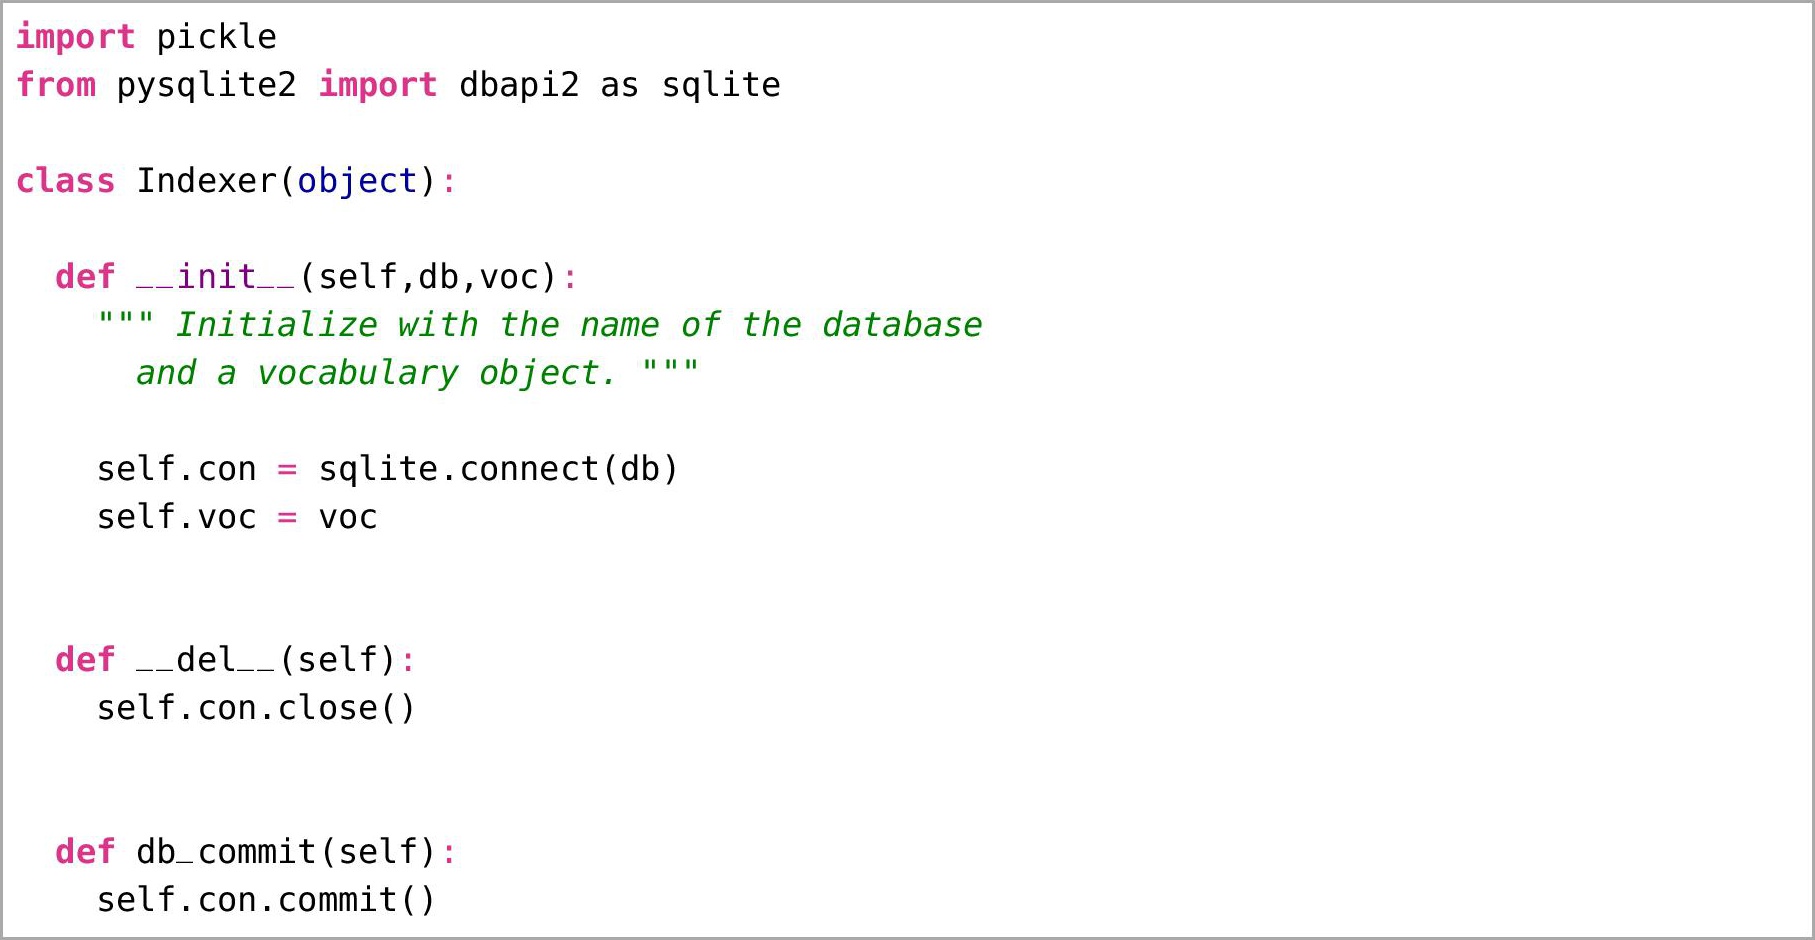 import pickle
from pysqlite2 import dbapi2 as sqlite

class Indexer(object):

  def __init__(self,db,voc):
    """ Initialize with the name of the database
      and a vocabulary object. """

    self.con = sqlite.connect(db)
    self.voc = voc


  def __del__(self):
    self.con.close()


  def db_commit(self):
    self.con.commit()